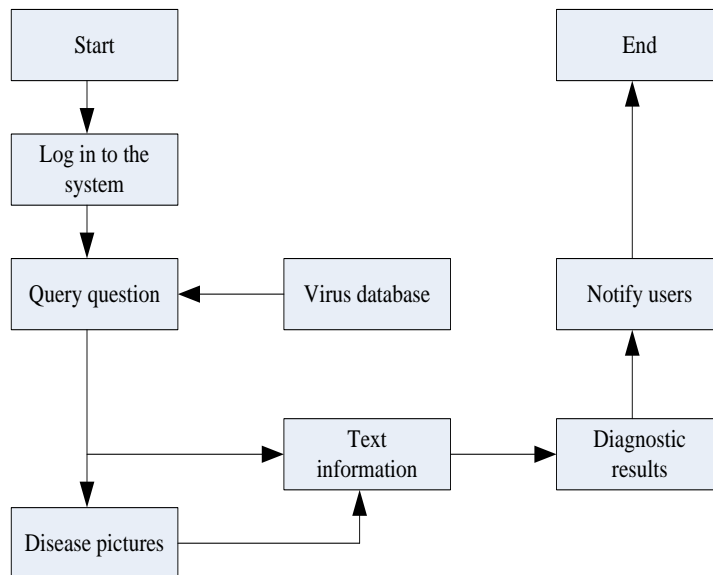 Start
End
Log in to the
system
Query question
Virus database
Notify users
Text
information
Diagnostic
results
Disease pictures